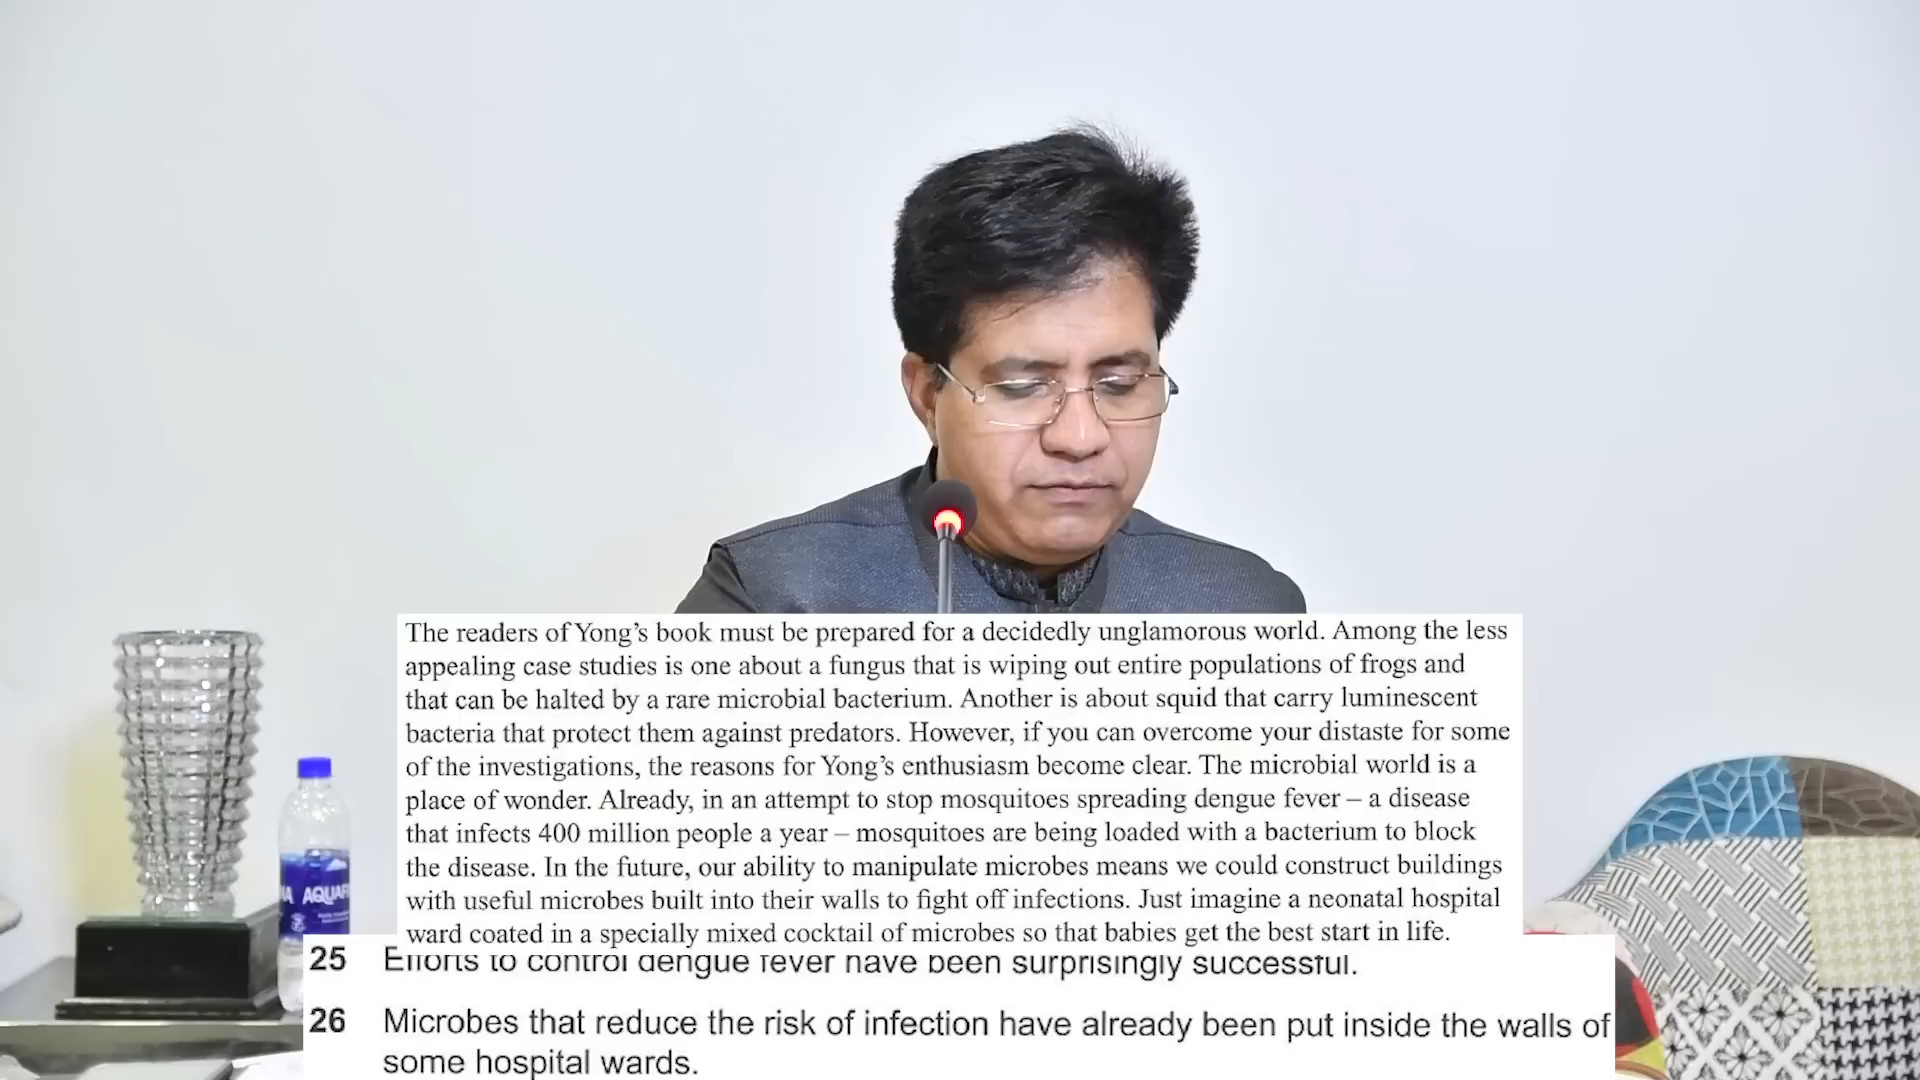 The readers of Yong's book must be prepared for a decidedly unglamorous world. Among the less
appealing case studies is one about a fungus that is wiping out entire populations of frogs and
that can be halted by a rare microbial bacterium. Another is about squid that carry luminescent
bacteria that protect them against predators. However, if you can overcome your distaste for some
of the investigations, the reasons for Yong's enthusiasm become clear. The microbial world is a
place of wonder. Already, in an attempt to stop mosquitoes spreading dengue fever – a disease
that infects 400 million people a year – mosquitoes are being loaded with a bacterium to block
the disease. In the future, our ability to manipulate microbes means we could construct buildings
with useful microbes built into their walls to fight off infections. Just imagine a neonatal hospital
ward coated in a specially mixed cocktail of microbes so that babies get the best start in life.
25 Efforts to control dengue fever have been surprisingly successful.
26 Microbes that reduce the risk of infection have already been put inside the walls of
some hospital wards.